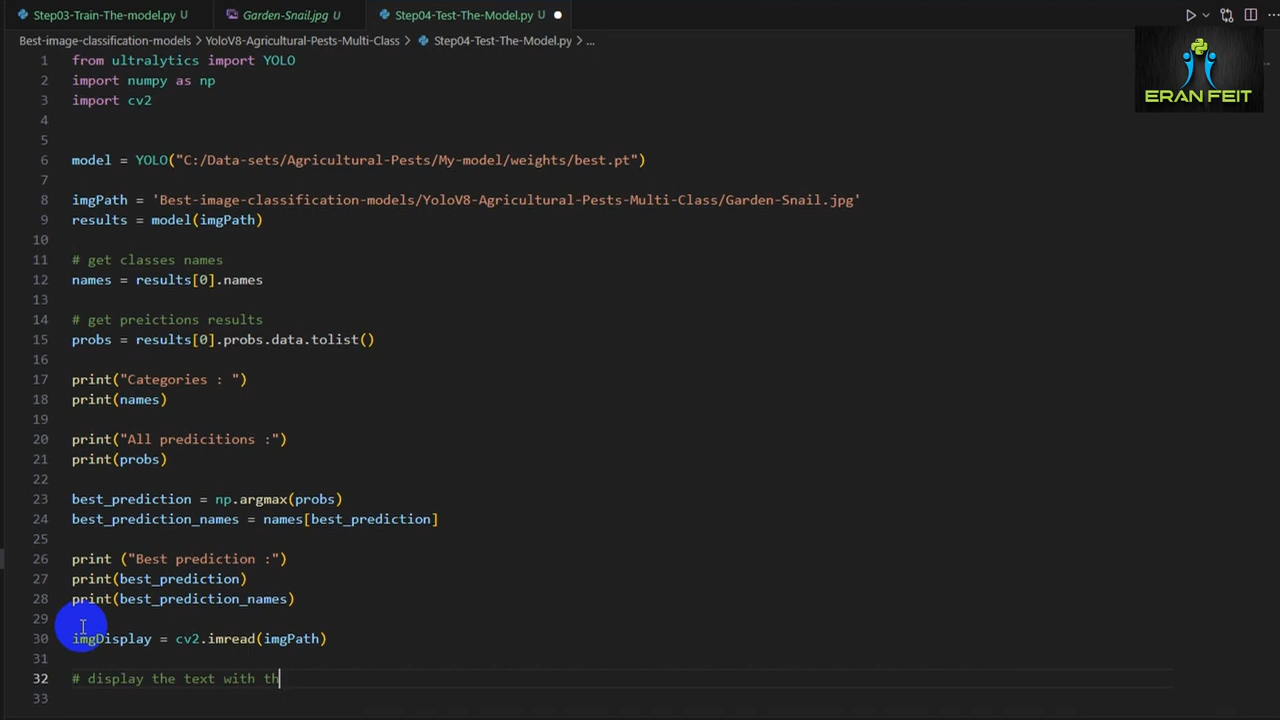 Step03-Train-The-model.py U Garden-Snail.jpg U Step04-Test-The-Model.py U
Best-image-classification-models > YoloV8-Agricultural-Pests-Multi-Class > Step04-Test-The-Model.py > ...
ERAN FEIT
1 from ultralytics import YOLO
2 import numpy as np
3 import cv2
4
5
6 model = YOLO("C:/Data-sets/Agricultural-Pests/My-model/weights/best.pt")
7
8 imgPath = 'Best-image-classification-models/YoloV8-Agricultural-Pests-Multi-Class/Garden-Snail.jpg'
9 results = model(imgPath)
10
11 # get classes names
12 names = results[0].names
13
14 # get preictions results
15 probs = results[0].probs.data.tolist()
16
17 print("Categories : ")
18 print(names)
19
20 print("All predicitions :")
21 print(probs)
22
23 best_prediction = np.argmax(probs)
24 best_prediction_names = names[best_prediction]
25
26 print ("Best prediction :")
27 print(best_prediction)
28 print(best_prediction_names)
29
30 imgDisplay = cv2.imread(imgPath)
31
32 # display the text with th
33